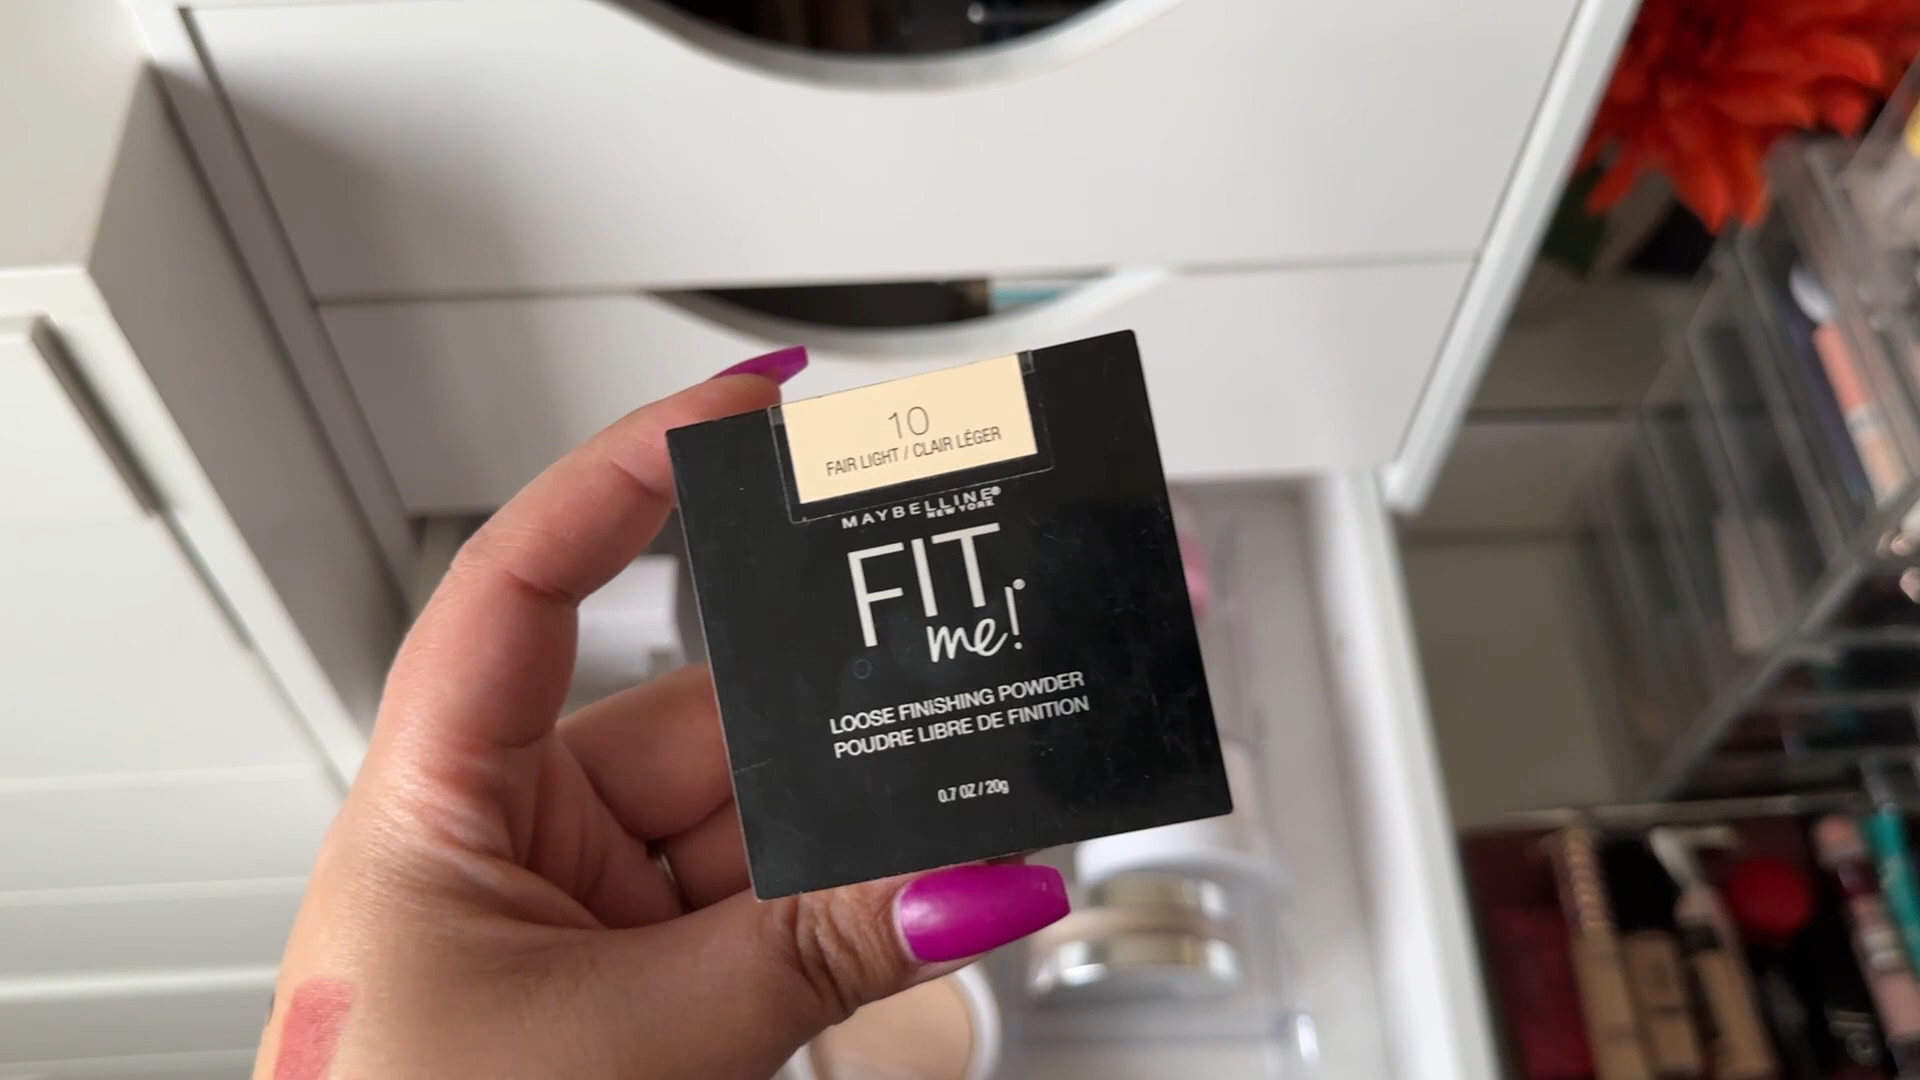 10
FAIR LIGHT / CLAIR LÉGER
MAYBELLINE®
NEW YORK
FIT
me!
LOOSE FINISHING POWDER
POUDRE LIBRE DE FINITION
0.7 OZ / 20g